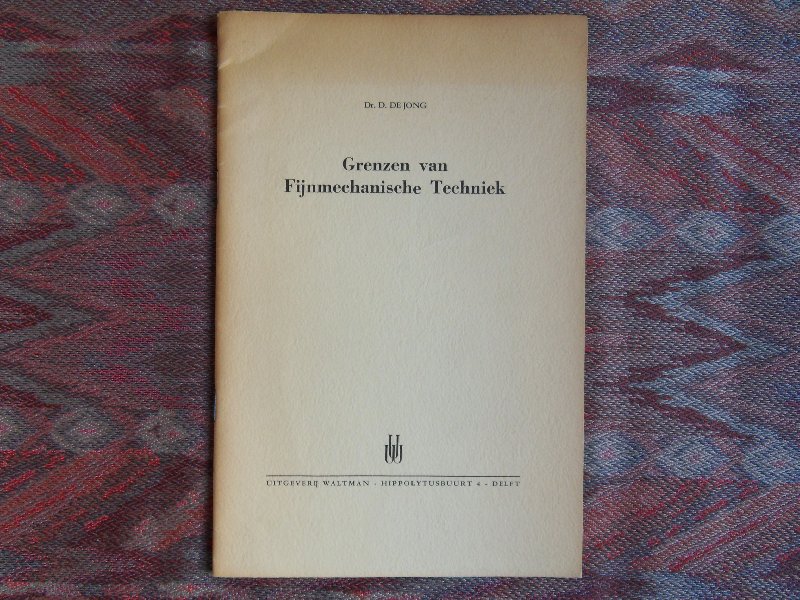 Dr. D. DE JONG
Grenzen van
Fijnmechanische Techniek
UITGEVERIJ WALTMAN - HIPPOLYTUSBUURT 4 - DELFT